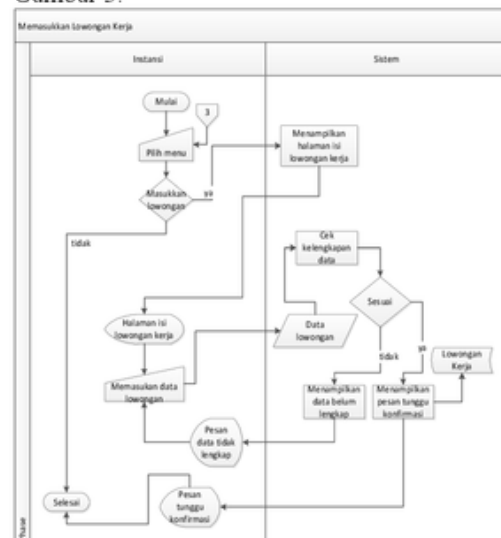 Gambar 5.
Memasukkan Lowongan Kerja
Instansi
Sistem
Mulai
3
Pilih menu
Menampilkan
halaman isi
lowongan kerja
Masukkan
lowongan
ya
tidak
Cek
kelengkapan
data
Sesuai
Halaman isi
lowongan kerja
Data
lowongan
tidak
ya
Lowongan
Kerja
Memasukan data
lowongan
Menampilkan
data belum
lengkap
Menampilkan
pesan tunggu
konfirmasi
Pesan
data tidak
lengkap
Selesai
Pesan
tunggu
konfirmasi
Phase